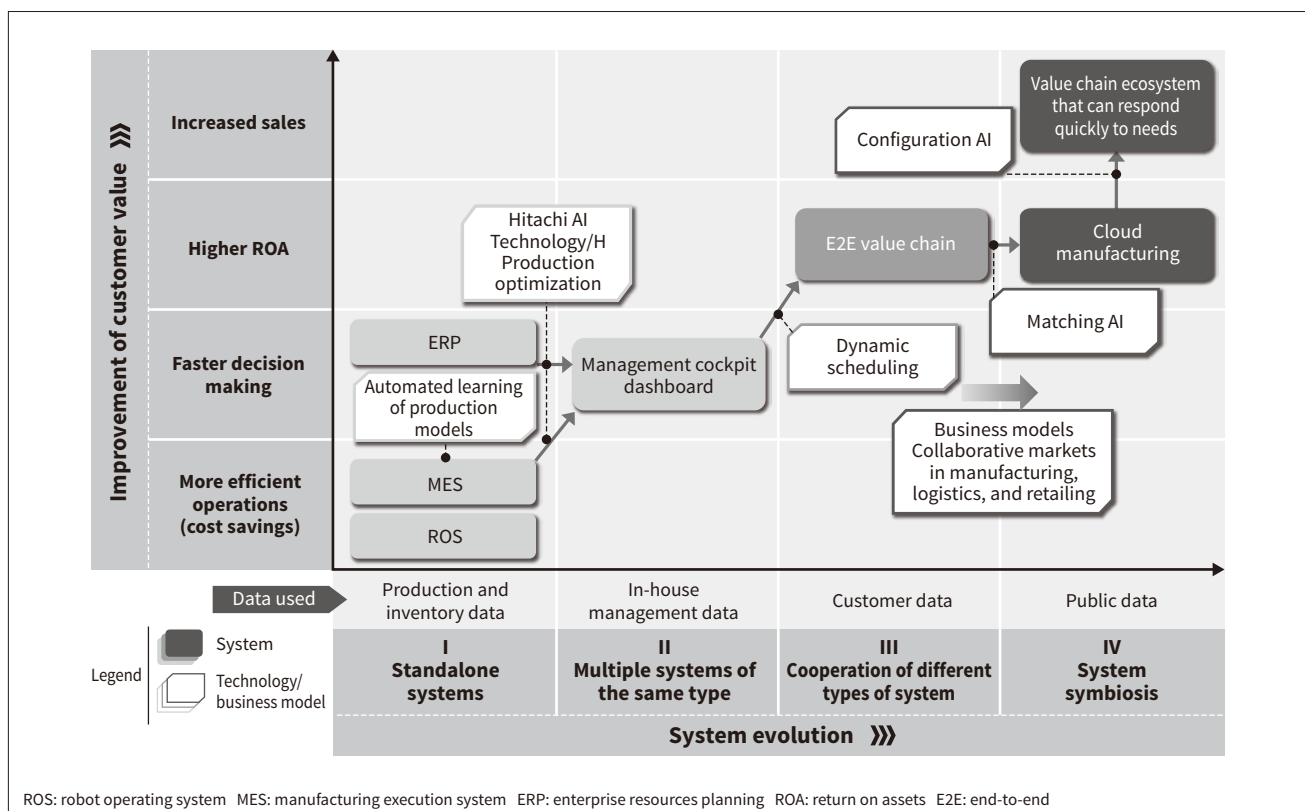 Improvement of customer value
Increased sales
Higher ROA
Faster decision
making
More efficient
operations
(cost savings)
Value chain ecosystem
that can respond
quickly to needs
Configuration AI
Hitachi AI
Technology/H
Production
optimization
E2E value chain
Cloud
manufacturing
Matching AI
ERP
Management cockpit
dashboard
Dynamic
scheduling
Automated learning
of production
models
Business models
Collaborative markets
in manufacturing,
logistics, and retailing
MES
ROS
Data used
Production and
inventory data
In-house
management data
Customer data
Public data
Legend
System
Technology/
business model
I
Standalone
systems
II
Multiple systems of
the same type
III
Cooperation of different
types of system
IV
System
symbiosis
System evolution
ROS: robot operating system MES: manufacturing execution system ERP: enterprise resources planning ROA: return on assets E2E: end-to-end